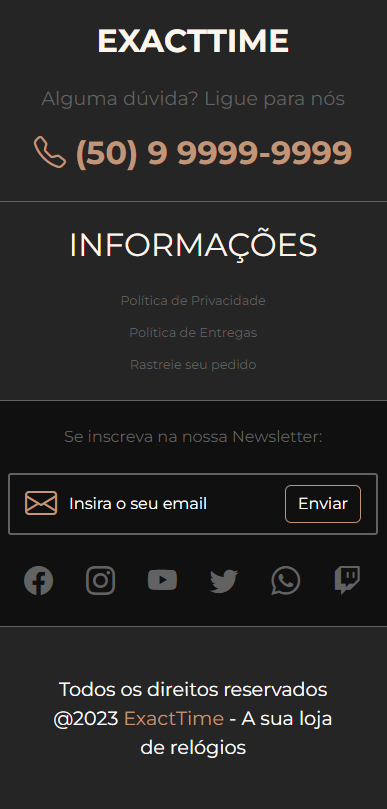 EXACTTIME
Alguma dúvida? Ligue para nós
(50) 9 9999-9999
INFORMAÇÕES
Política de Privacidade
Política de Entregas
Rastreie seu pedido
Se inscreva na nossa Newsletter:
Insira o seu email Enviar
Todos os direitos reservados
@2023 ExactTime - A sua loja
de relógios